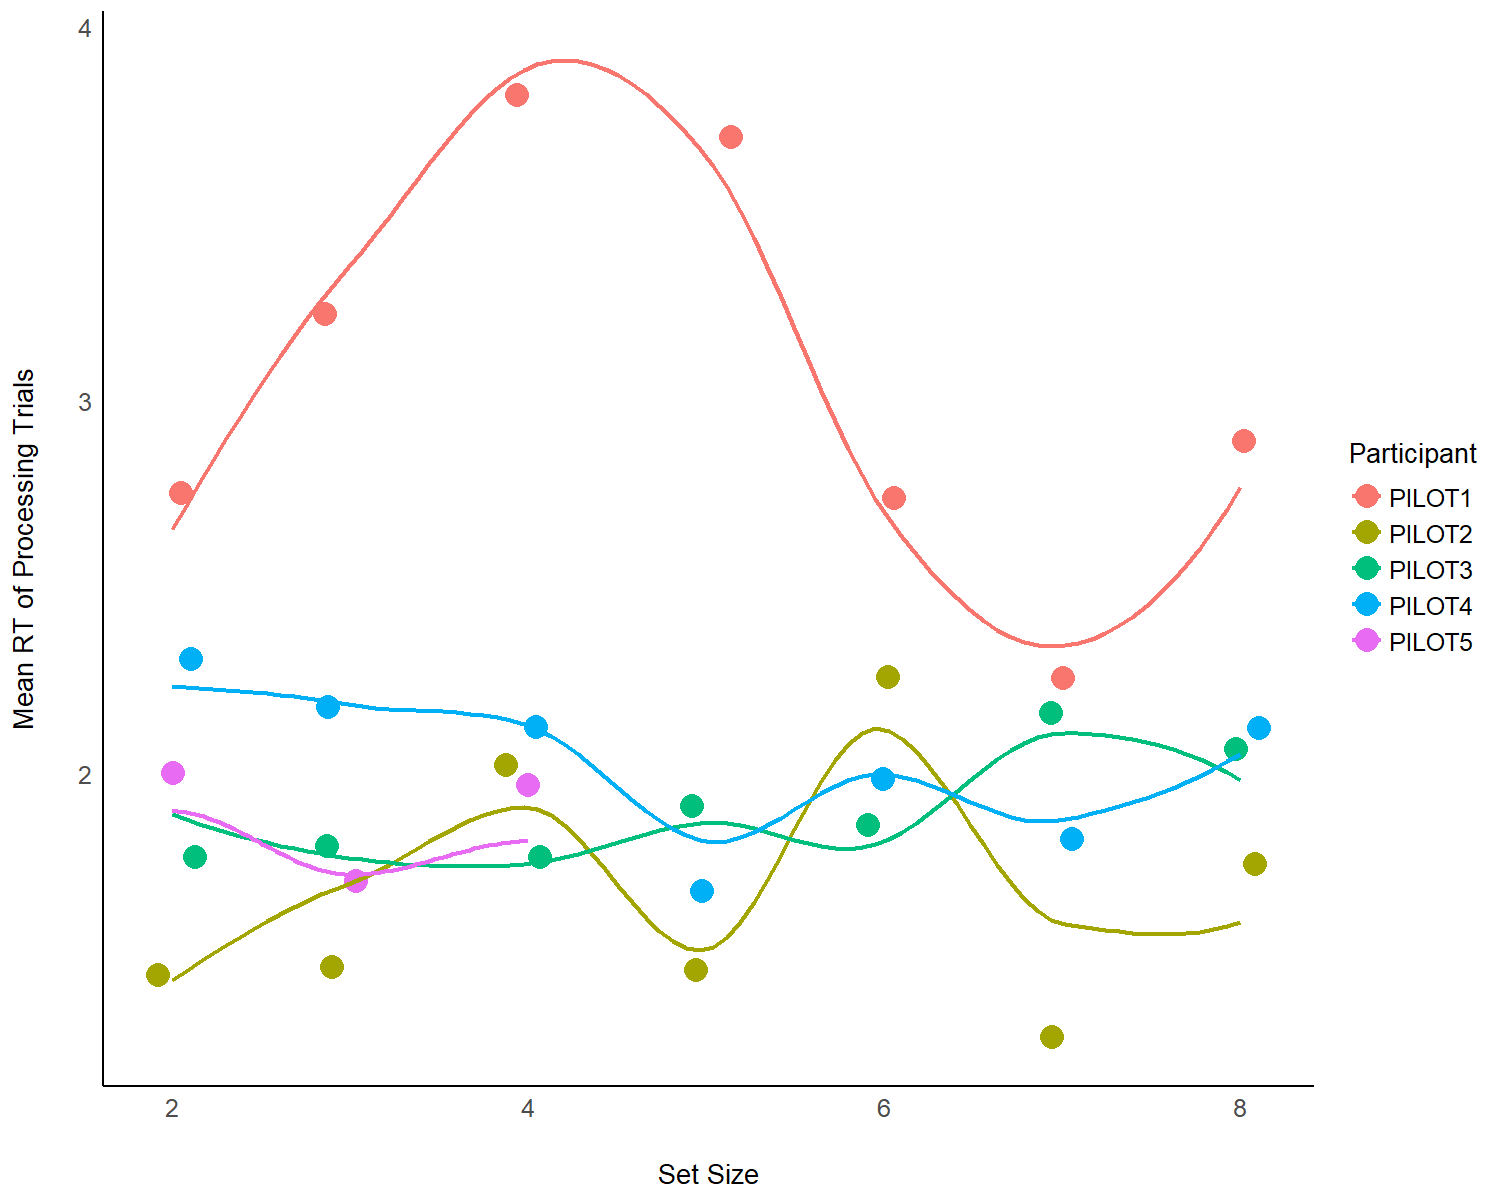 4
3
2
Mean RT of Processing Trials
2 4 6 8
Set Size
Participant
PILOT1
PILOT2
PILOT3
PILOT4
PILOT5